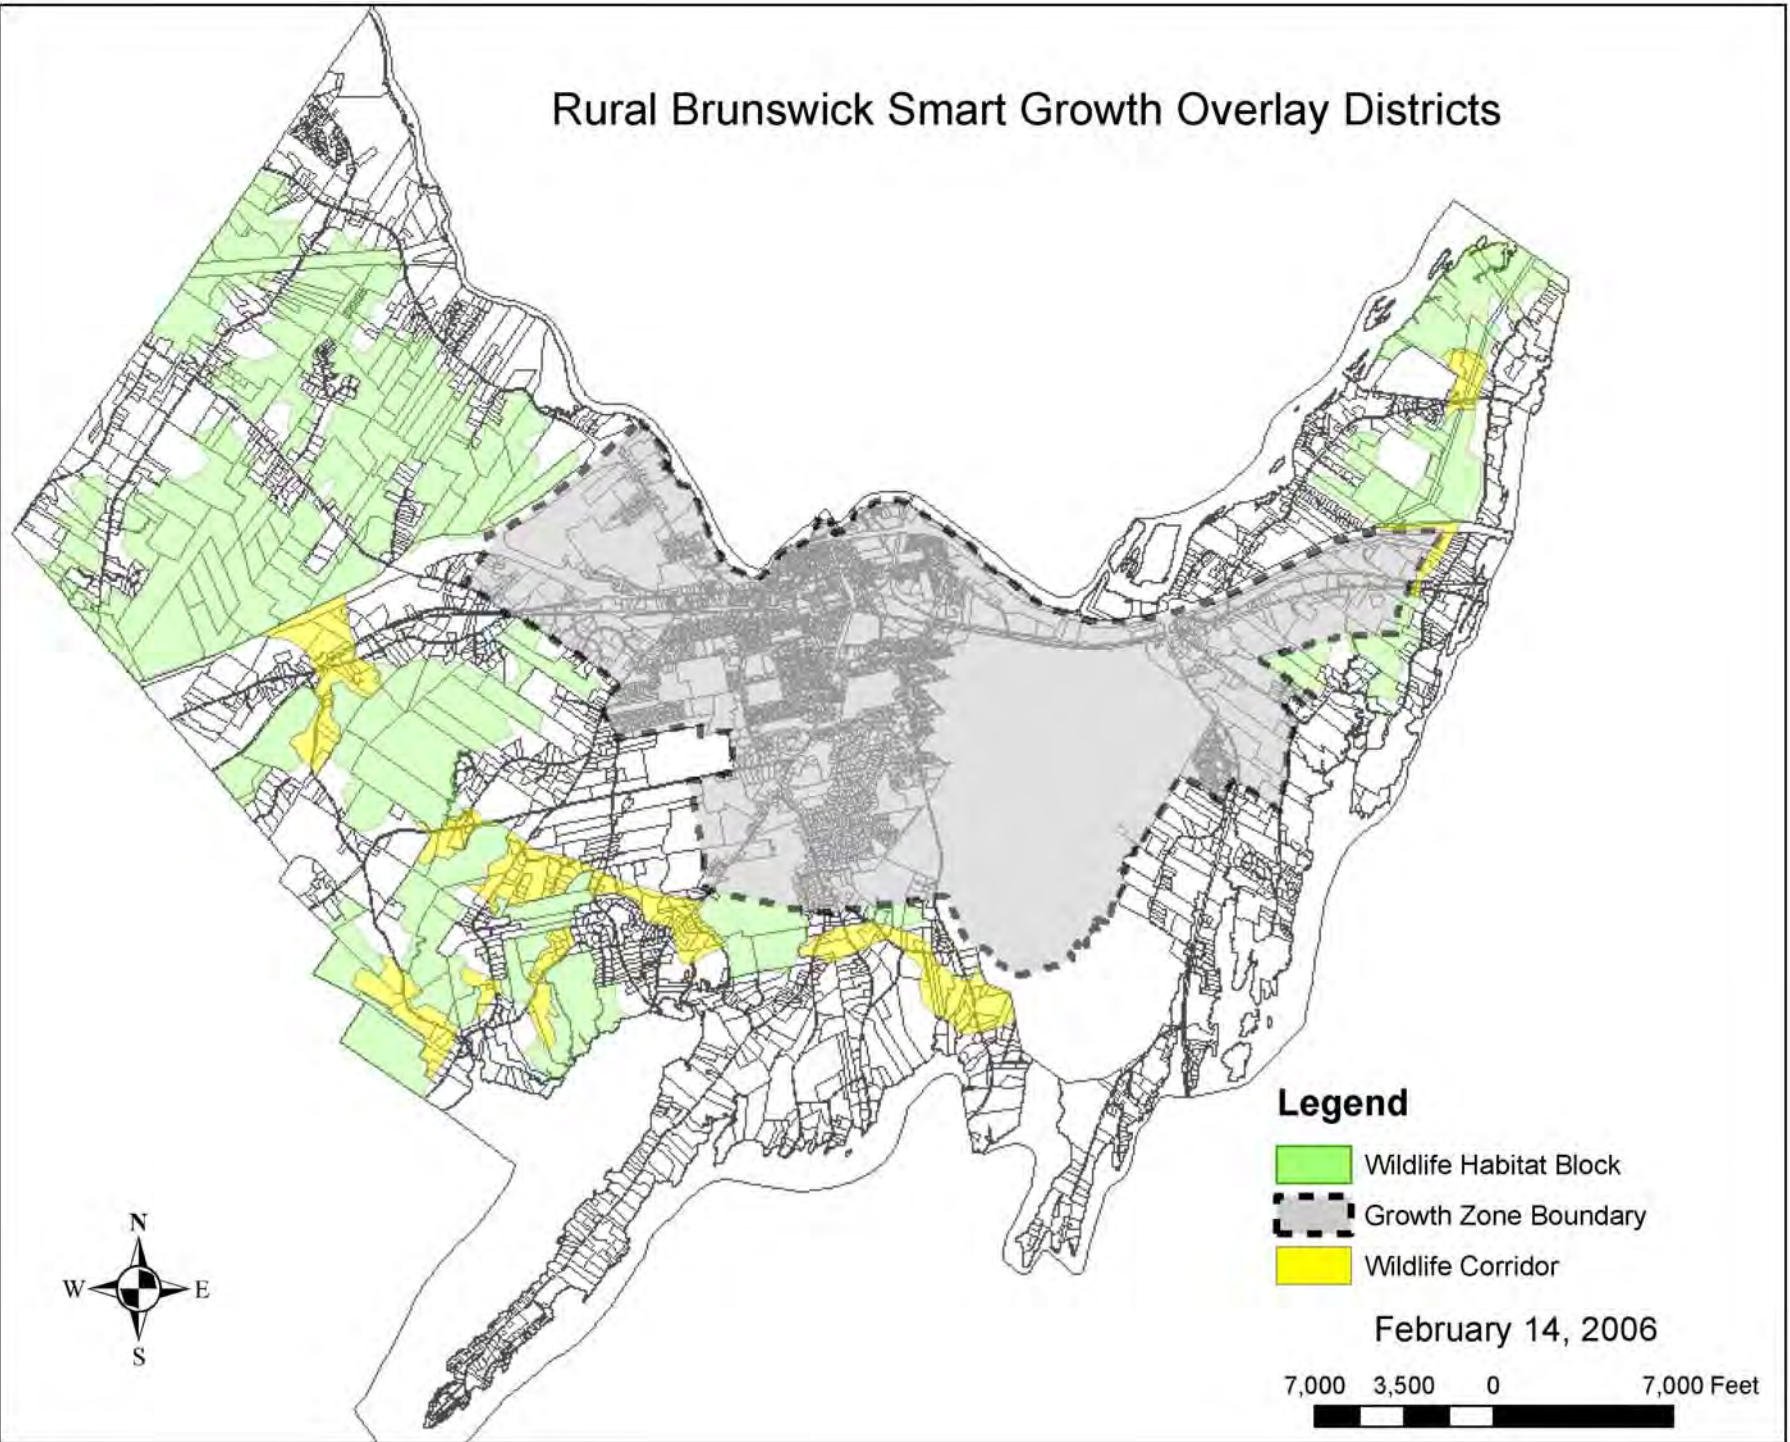 Rural Brunswick Smart Growth Overlay Districts
Legend
Wildlife Habitat Block
Growth Zone Boundary
Wildlife Corridor
February 14, 2006
7,000 3,500 0 7,000 Feet
N
W E
S